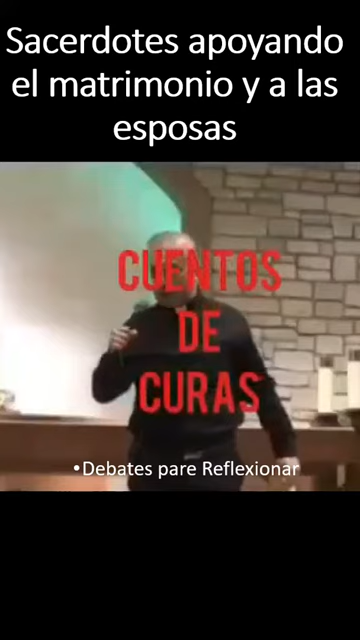 Sacerdotes apoyando
el matrimonio y a las
esposas
CUENTOS
DE
CURAS
•Debates pare Reflexionar